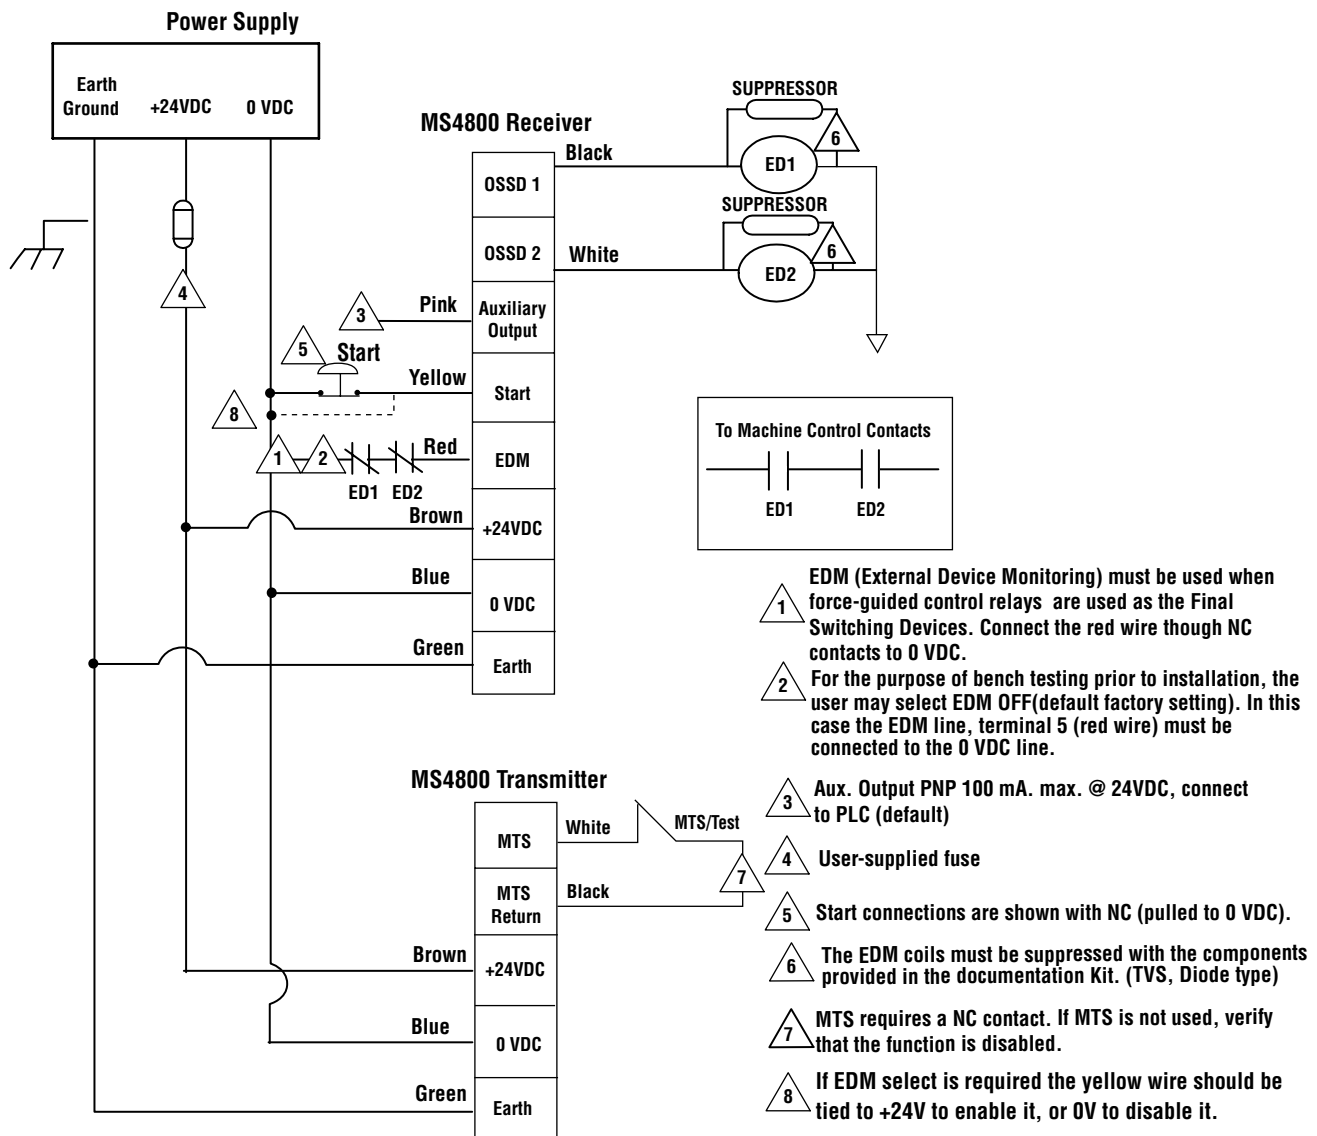 Power Supply
Earth
Ground
+24VDC
0 VDC
MS4800 Receiver
OSSD 1
Black
SUPPRESSOR
6
ED1
OSSD 2
White
SUPPRESSOR
6
ED2
4
3
Pink
Auxiliary
Output
5
Start
Yellow
Start
8
1
2
Red
EDM
ED1
ED2
Brown
+24VDC
Blue
0 VDC
Green
Earth
To Machine Control Contacts
ED1
ED2
MS4800 Transmitter
MTS
White
MTS/Test
7
MTS
Return
Black
Brown
+24VDC
Blue
0 VDC
Green
Earth
1
EDM (External Device Monitoring) must be used when
force-guided control relays are used as the Final
Switching Devices. Connect the red wire though NC
contacts to 0 VDC.
2
For the purpose of bench testing prior to installation, the
user may select EDM OFF(default factory setting). In this
case the EDM line, terminal 5 (red wire) must be
connected to the 0 VDC line.
3
Aux. Output PNP 100 mA. max. @ 24VDC, connect
to PLC (default)
4
User-supplied fuse
5
Start connections are shown with NC (pulled to 0 VDC).
6
The EDM coils must be suppressed with the components
provided in the documentation Kit. (TVS, Diode type)
7
MTS requires a NC contact. If MTS is not used, verify
that the function is disabled.
8
If EDM select is required the yellow wire should be
tied to +24V to enable it, or 0V to disable it.